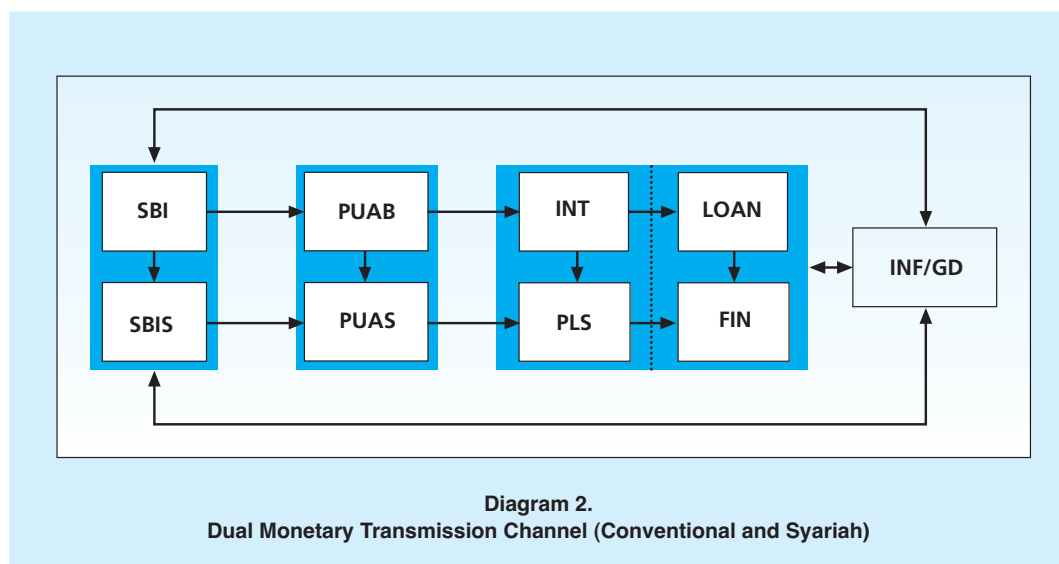 SBI
PUAB
INT
LOAN
INF/GD
SBIS
PUAS
PLS
FIN
Diagram 2.
Dual Monetary Transmission Channel (Conventional and Syariah)